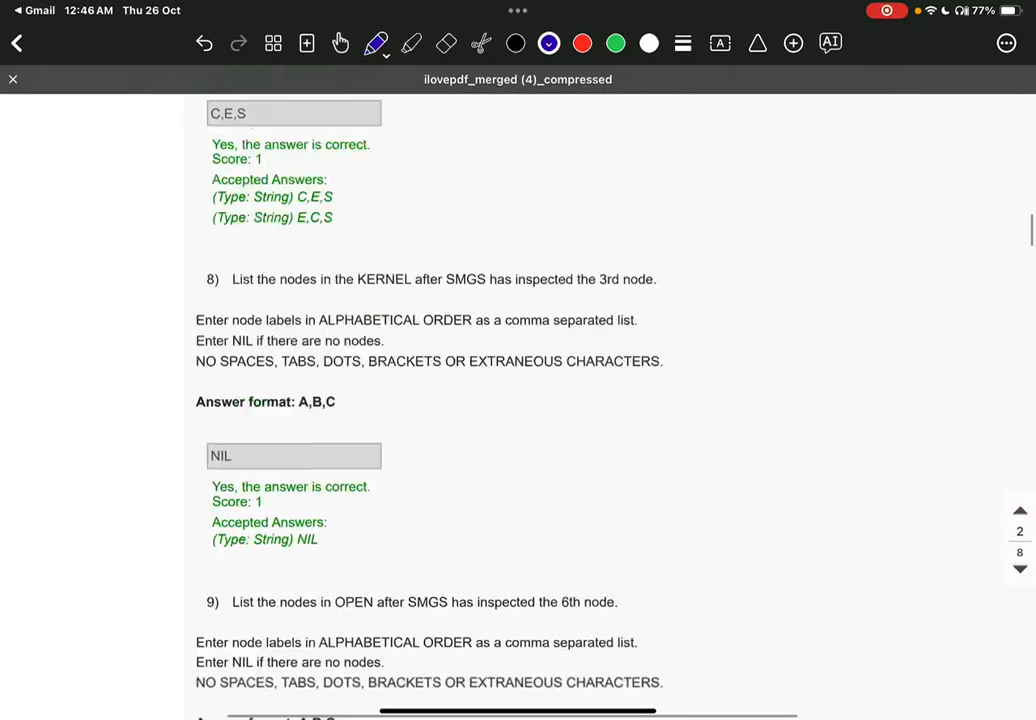 ◄ Gmail 12:46 AM Thu 26 Oct
77%
A
AI
ilovepdf_merged (4)_compressed
C,E,S
Yes, the answer is correct.
Score: 1
Accepted Answers:
(Type: String) C,E,S
(Type: String) E,C,S
8) List the nodes in the KERNEL after SMGS has inspected the 3rd node.
Enter node labels in ALPHABETICAL ORDER as a comma separated list.
Enter NIL if there are no nodes.
NO SPACES, TABS, DOTS, BRACKETS OR EXTRANEOUS CHARACTERS.
Answer format: A,B,C
NIL
Yes, the answer is correct.
Score: 1
Accepted Answers:
(Type: String) NIL
2
8
9) List the nodes in OPEN after SMGS has inspected the 6th node.
Enter node labels in ALPHABETICAL ORDER as a comma separated list.
Enter NIL if there are no nodes.
NO SPACES, TABS, DOTS, BRACKETS OR EXTRANEOUS CHARACTERS.